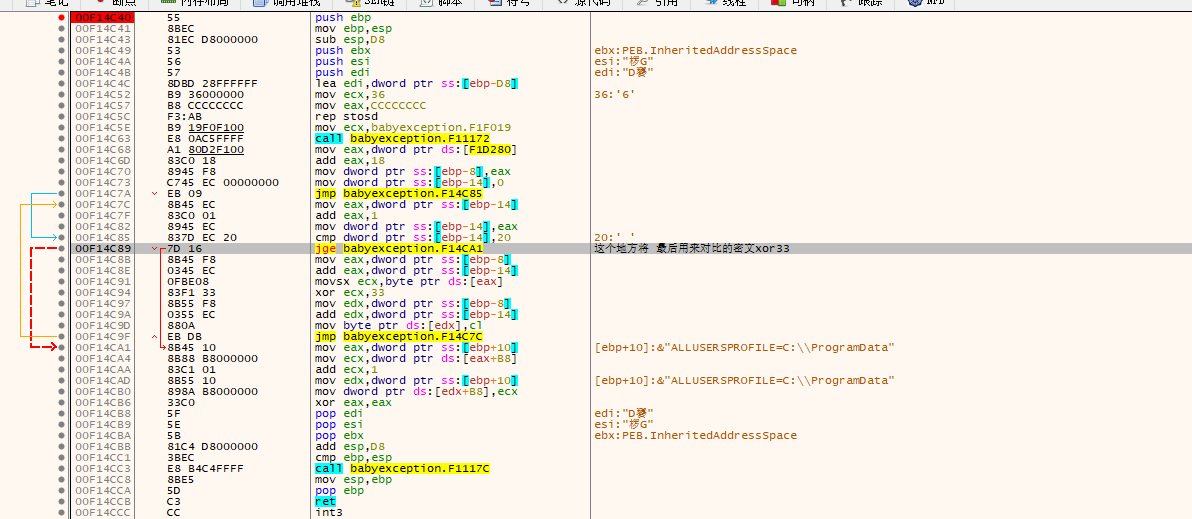 笔记 断点 内存布局 调用堆栈 SEH链 脚本 符号 源代码 引用 线程 句柄 跟踪
00F14C40 55 push ebp
00F14C41 8BEC mov ebp,esp
00F14C43 81EC D8000000 sub esp,D8
00F14C49 53 push ebx ebx:PEB.InheritedAddressSpace
00F14C4A 56 push esi esi:"椤G"
00F14C4B 57 push edi
00F14C4C 8DBD 28FFFFFF lea edi,dword ptr ss:[ebp-D8]
00F14C52 B9 36000000 mov ecx,36 36:'6'
00F14C57 B8 CCCCCCCC mov eax,CCCCCCCC
00F14C5C F3:AB rep stosd
00F14C5E B9 19F0F100 mov ecx,babyexception.F1F019
00F14C63 E8 0AC5FFFF call babyexception.F11172
00F14C68 A1 80D2F100 mov eax,dword ptr ds:[F1D280]
00F14C6D 83C0 18 add eax,18
00F14C70 8945 F8 mov dword ptr ss:[ebp-8],eax
00F14C73 C745 EC 00000000 mov dword ptr ss:[ebp-14],0
00F14C7A EB 09 jmp babyexception.F14C85
00F14C7C 8B45 EC mov eax,dword ptr ss:[ebp-14]
00F14C7F 83C0 01 add eax,1
00F14C82 8945 EC mov dword ptr ss:[ebp-14],eax
00F14C85 837D EC 20 cmp dword ptr ss:[ebp-14],20 20:' '
00F14C89 7D 16 jge babyexception.F14CA1 这个地方将 最后用来对比的密文xor33
00F14C8B 8B45 F8 mov eax,dword ptr ss:[ebp-8]
00F14C8E 0345 EC add eax,dword ptr ss:[ebp-14]
00F14C91 0FBE08 movsx ecx,byte ptr ds:[eax]
00F14C94 83F1 33 xor ecx,33
00F14C97 8B55 F8 mov edx,dword ptr ss:[ebp-8]
00F14C9A 0355 EC add edx,dword ptr ss:[ebp-14]
00F14C9D 880A mov byte ptr ds:[edx],cl
00F14C9F EB DB jmp babyexception.F14C7C
00F14CA1 8B45 10 mov eax,dword ptr ss:[ebp+10] [ebp+10]:&"ALLUSERSPROFILE=C:\\ProgramData"
00F14CA4 8B88 B8000000 mov ecx,dword ptr ds:[eax+B8]
00F14CAA 83C1 01 add ecx,1
00F14CAD 8B55 10 mov edx,dword ptr ss:[ebp+10] [ebp+10]:&"ALLUSERSPROFILE=C:\\ProgramData"
00F14CB0 898A B8000000 mov dword ptr ds:[edx+B8],ecx
00F14CB6 33C0 xor eax,eax
00F14CB8 5F pop edi
00F14CB9 5E pop esi esi:"椤G"
00F14CBA 5B pop ebx ebx:PEB.InheritedAddressSpace
00F14CBB 81C4 D8000000 add esp,D8
00F14CC1 3BEC cmp ebp,esp
00F14CC3 E8 B4C4FFFF call babyexception.F1117C
00F14CC8 8BE5 mov esp,ebp
00F14CCA 5D pop ebp
00F14CCB C3 ret
00F14CCC CC int3